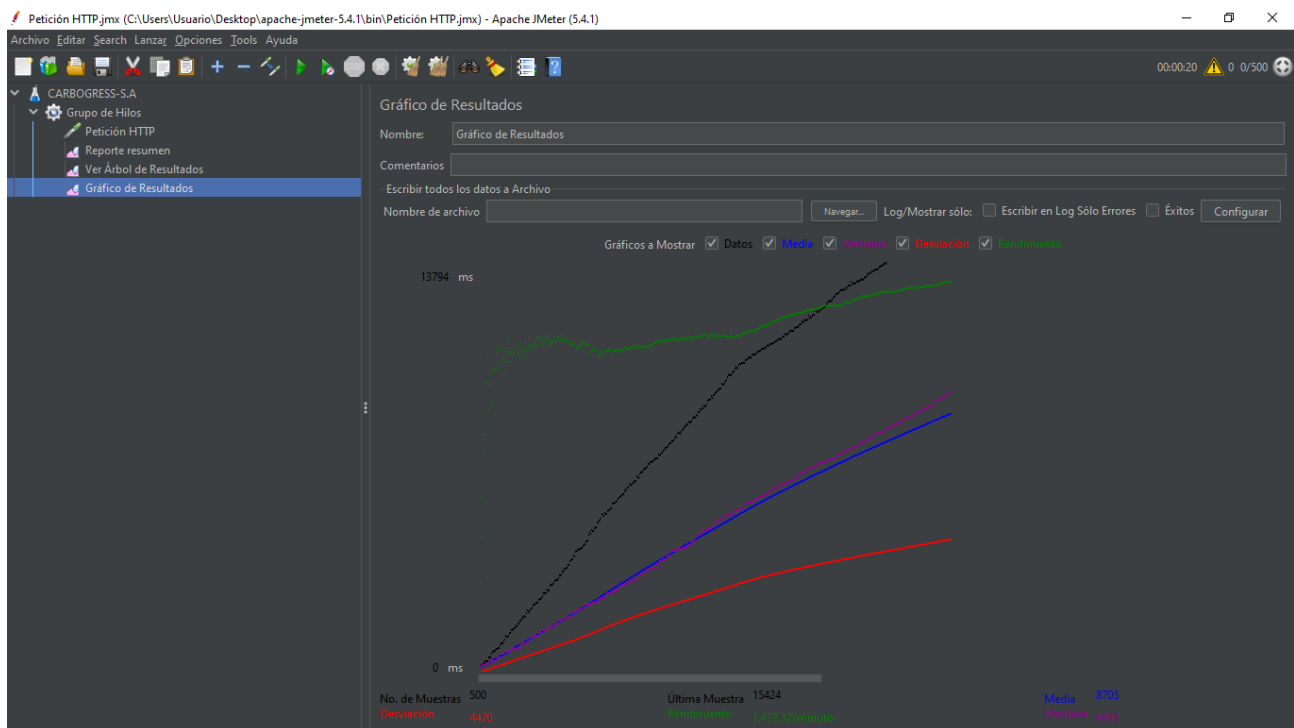 Petición HTTP.jmx (C:\Users\Usuario\Desktop\apache-jmeter-5.4.1\bin\Petición HTTP.jmx) - Apache JMeter (5.4.1)
Archivo Editar Search Lanzar Opciones Tools Ayuda
00:00:20 0 0/500
CARBOGRESS-S.A
Grupo de Hilos
Petición HTTP
Reporte resumen
Ver Árbol de Resultados
Gráfico de Resultados
Gráfico de Resultados
Nombre: Gráfico de Resultados
Comentarios
Escribir todos los datos a Archivo
Nombre de archivo Navegar... Log/Mostrar sólo: Escribir en Log Sólo Errores Éxitos Configurar
Gráficos a Mostrar Datos Media Mediana Desviación Rendimiento
13794 ms
0 ms
No. de Muestras 500 Última Muestra 15424 Media 8705
Desviación 4470 Rendimiento 1,472.32/minuto Mediana